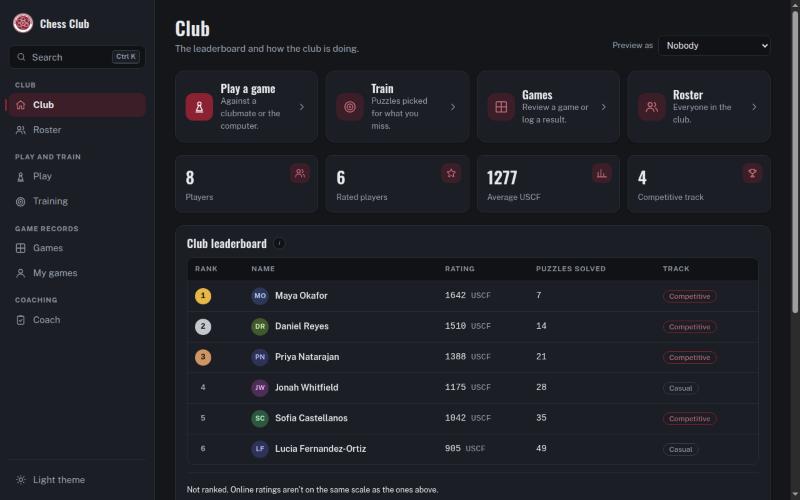 Chess Club
Search
Ctrl K
CLUB
Club
Roster
PLAY AND TRAIN
Play
Training
GAME RECORDS
Games
My games
COACHING
Coach
Light theme
Club
The leaderboard and how the club is doing.
Preview as
Nobody
Play a game
Against a
clubmate or the
computer.
Train
Puzzles picked
for what you
miss.
Games
Review a game or
log a result.
Roster
Everyone in the
club.
8
Players
6
Rated players
1277
Average USCF
4
Competitive track
Club leaderboard
i
RANK NAME RATING PUZZLES SOLVED TRACK
1 MO Maya Okafor 1642 USCF 7 Competitive
2 DR Daniel Reyes 1510 USCF 14 Competitive
3 PN Priya Natarajan 1388 USCF 21 Competitive
4 JW Jonah Whitfield 1175 USCF 28 Casual
5 SC Sofia Castellanos 1042 USCF 35 Competitive
6 LF Lucia Fernandez-Ortiz 905 USCF 49 Casual
Not ranked. Online ratings aren't on the same scale as the ones above.